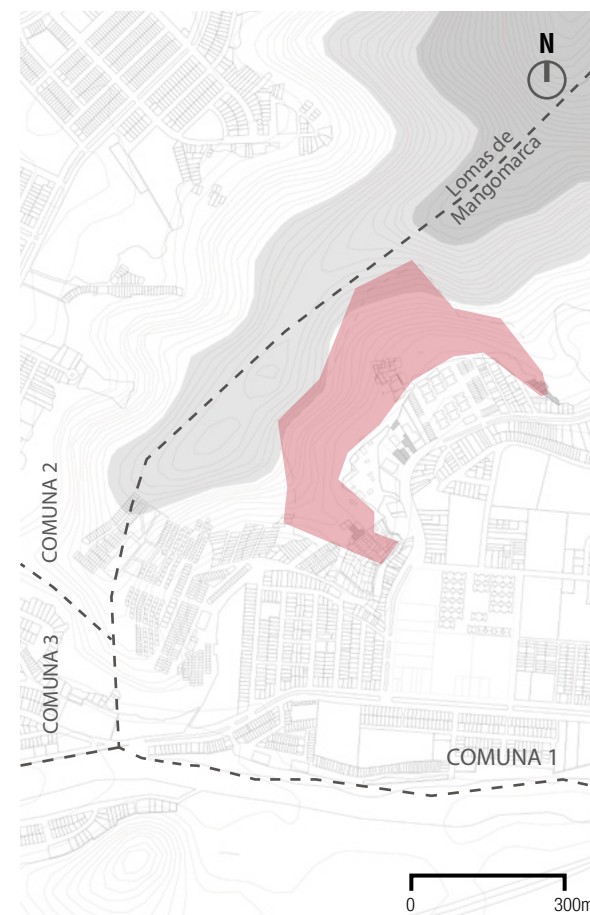 N
Lomas de
Mangomarca
COMUNA 2
COMUNA 3
COMUNA 1
0
300m